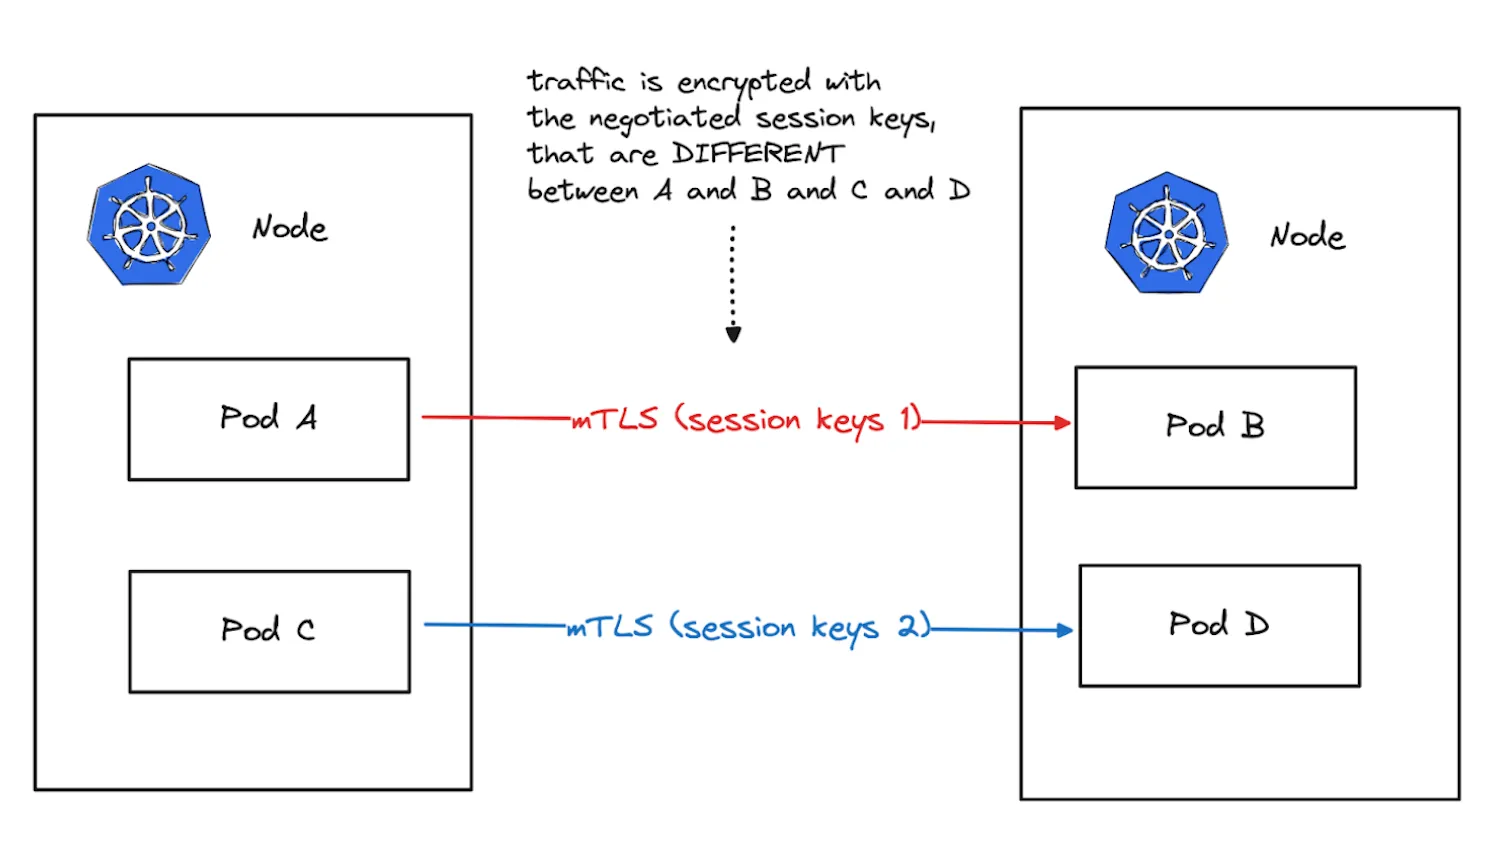 traffic is encrypted with
the negotiated session keys,
that are DIFFERENT
between A and B and C and D
Node
Node
Pod A
mTLS (session keys 1)
Pod B
Pod C
mTLS (session keys 2)
Pod D